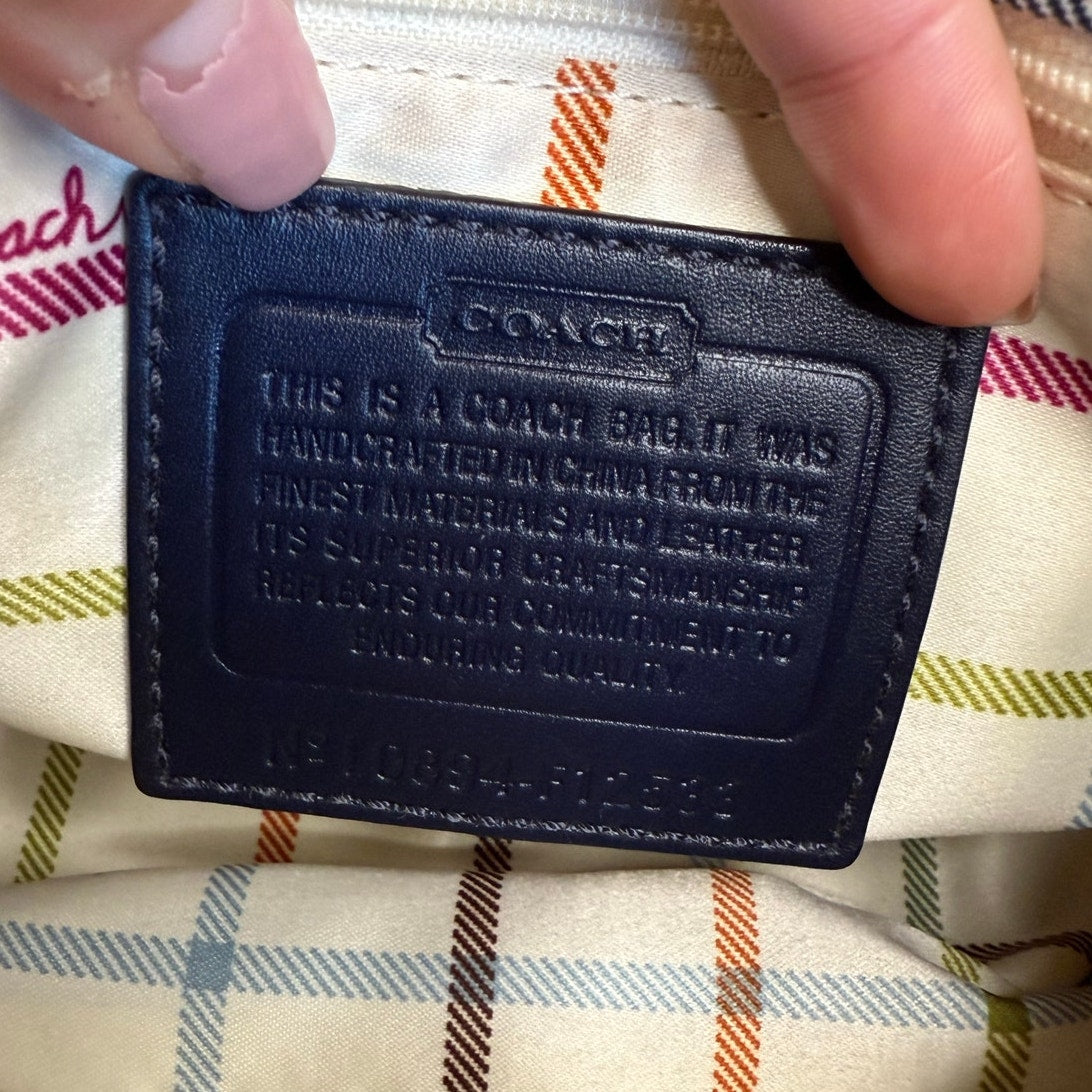 ach
COACH
THIS IS A COACH BAG. IT WAS
HANDCRAFTED IN CHINA FROM THE
FINEST MATERIALS AND LEATHER.
ITS SUPERIOR CRAFTSMANSHIP
REFLECTS OUR COMMITMENT TO
ENDURING QUALITY.